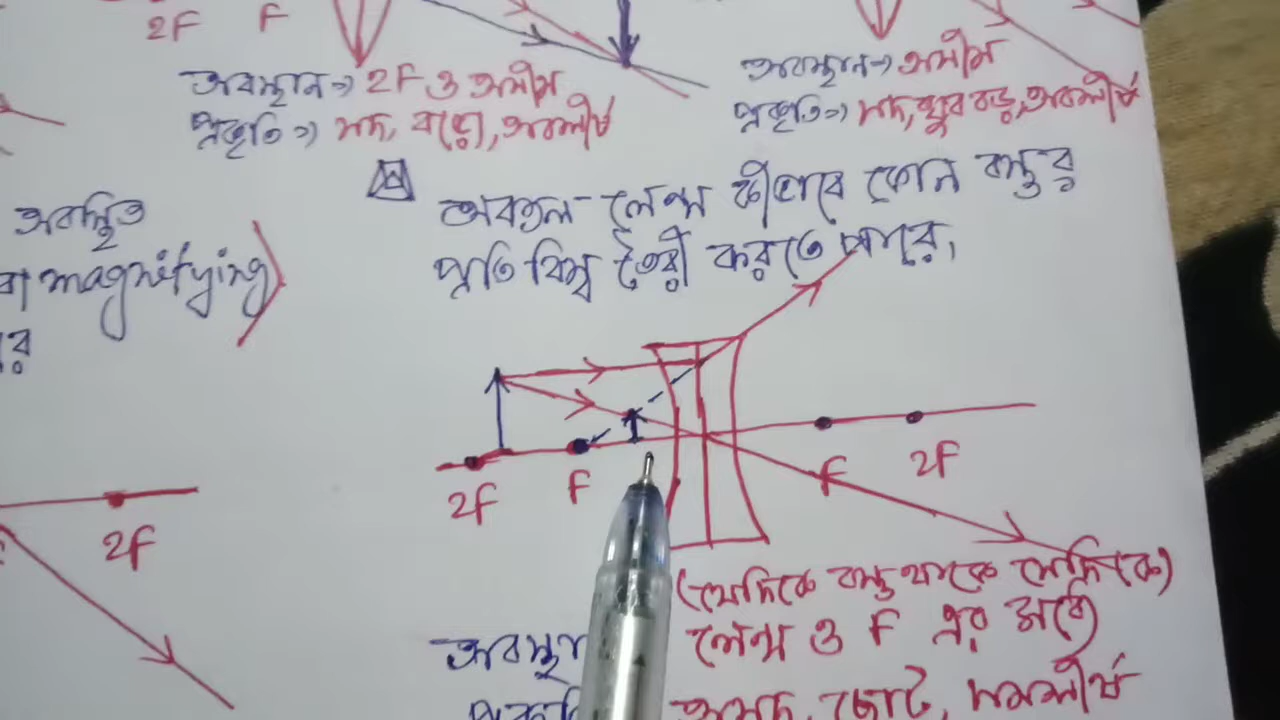 2F F
অবস্থান→ 2F ও অসীম
প্রকৃতি→ সদ, বড়ো, অবশীর্ষ
অবস্থান→ অসীম
প্রকৃতি→ সদ, খুব বড়, অবশীর্ষ
অবস্থিত
বা magnifying
রে
2F
অবতল লেন্স কীভাবে কোন বস্তুর
প্রতিবিম্ব তৈরী করতে পারে,
2F F F 2F
(যেদিকে বস্তু থাকে সেদিকে)
লেন্স ও F এর মধ্যে
অসদ, ছোট, সমশীর্ষ